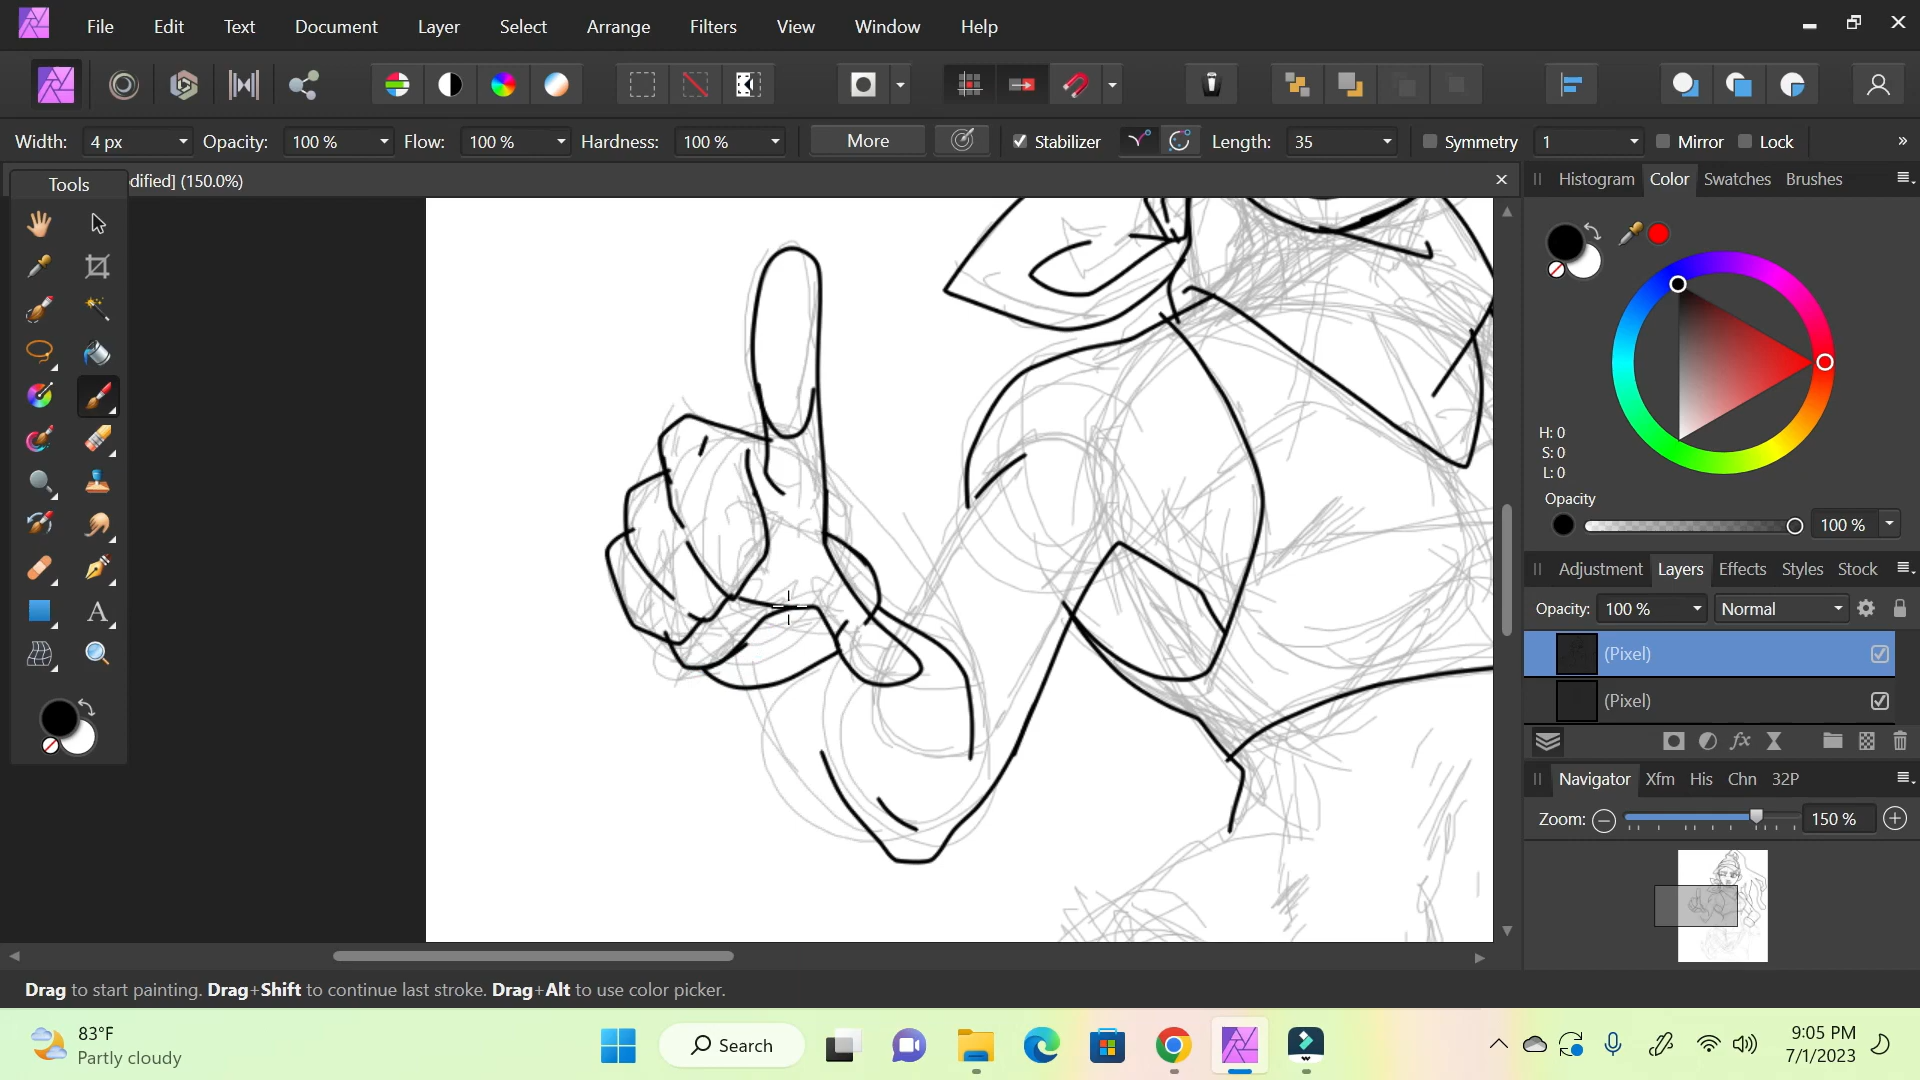 File Edit Text Document Layer Select Arrange Filters View Window Help
Width: 4 px Opacity: 100 % Flow: 100 % Hardness: 100 % More Stabilizer Length: 35 Symmetry 1 Mirror Lock »
Tools
dified] (150.0%)
Histogram Color Swatches Brushes
H: 0
S: 0
L: 0
Opacity
100 %
Adjustment Layers Effects Styles Stock
Opacity: 100 % Normal
(Pixel)
(Pixel)
Navigator Xfm His Chn 32P
Zoom: 150 %
Drag to start painting. Drag+Shift to continue last stroke. Drag+Alt to use color picker.
83°F
Partly cloudy
Search
9:05 PM
7/1/2023